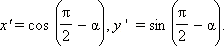 x' = cos (π/2 − α), y' = sin (π/2 − α)